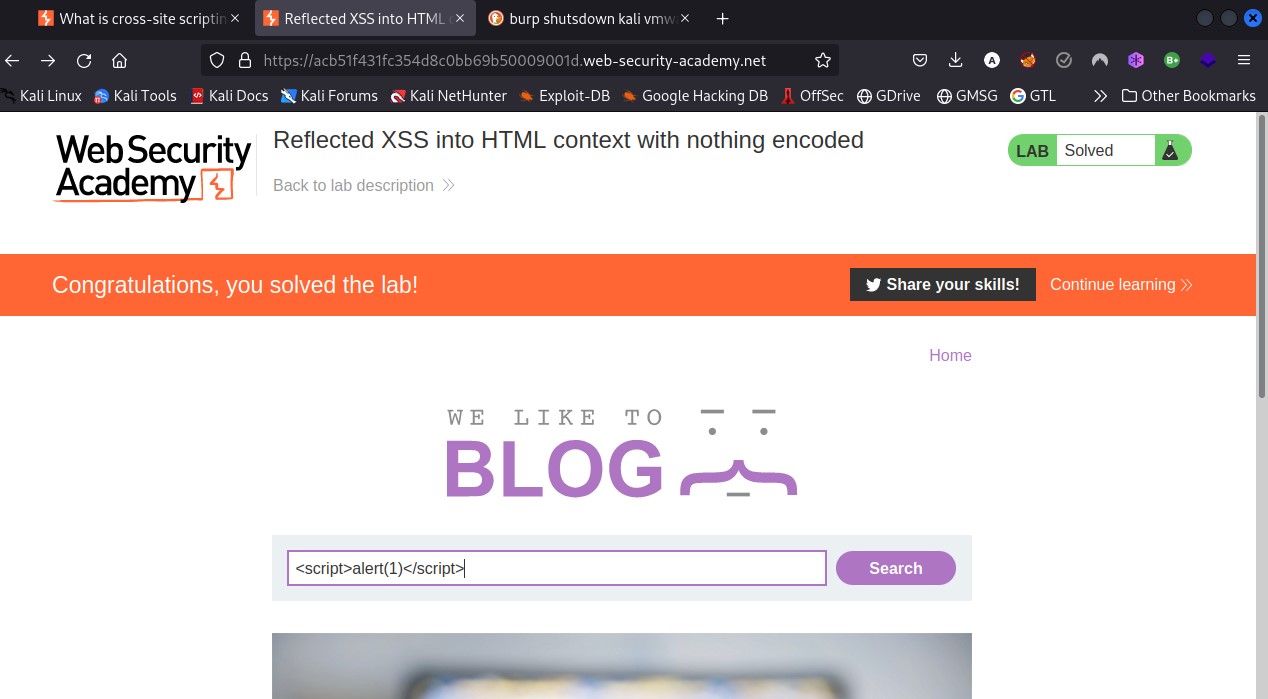 What is cross-site scriptin
Reflected XSS into HTML c
burp shutsdown kali vmw
https://acb51f431fc354d8c0bb69b50009001d.web-security-academy.net
Kali Linux Kali Tools Kali Docs Kali Forums Kali NetHunter Exploit-DB Google Hacking DB OffSec GDrive GMSG GTL Other Bookmarks
Web Security
Academy
Reflected XSS into HTML context with nothing encoded
Back to lab description
LAB Solved
Congratulations, you solved the lab!
Share your skills! Continue learning
Home
WE LIKE TO
BLOG
<script>alert(1)</script>
Search